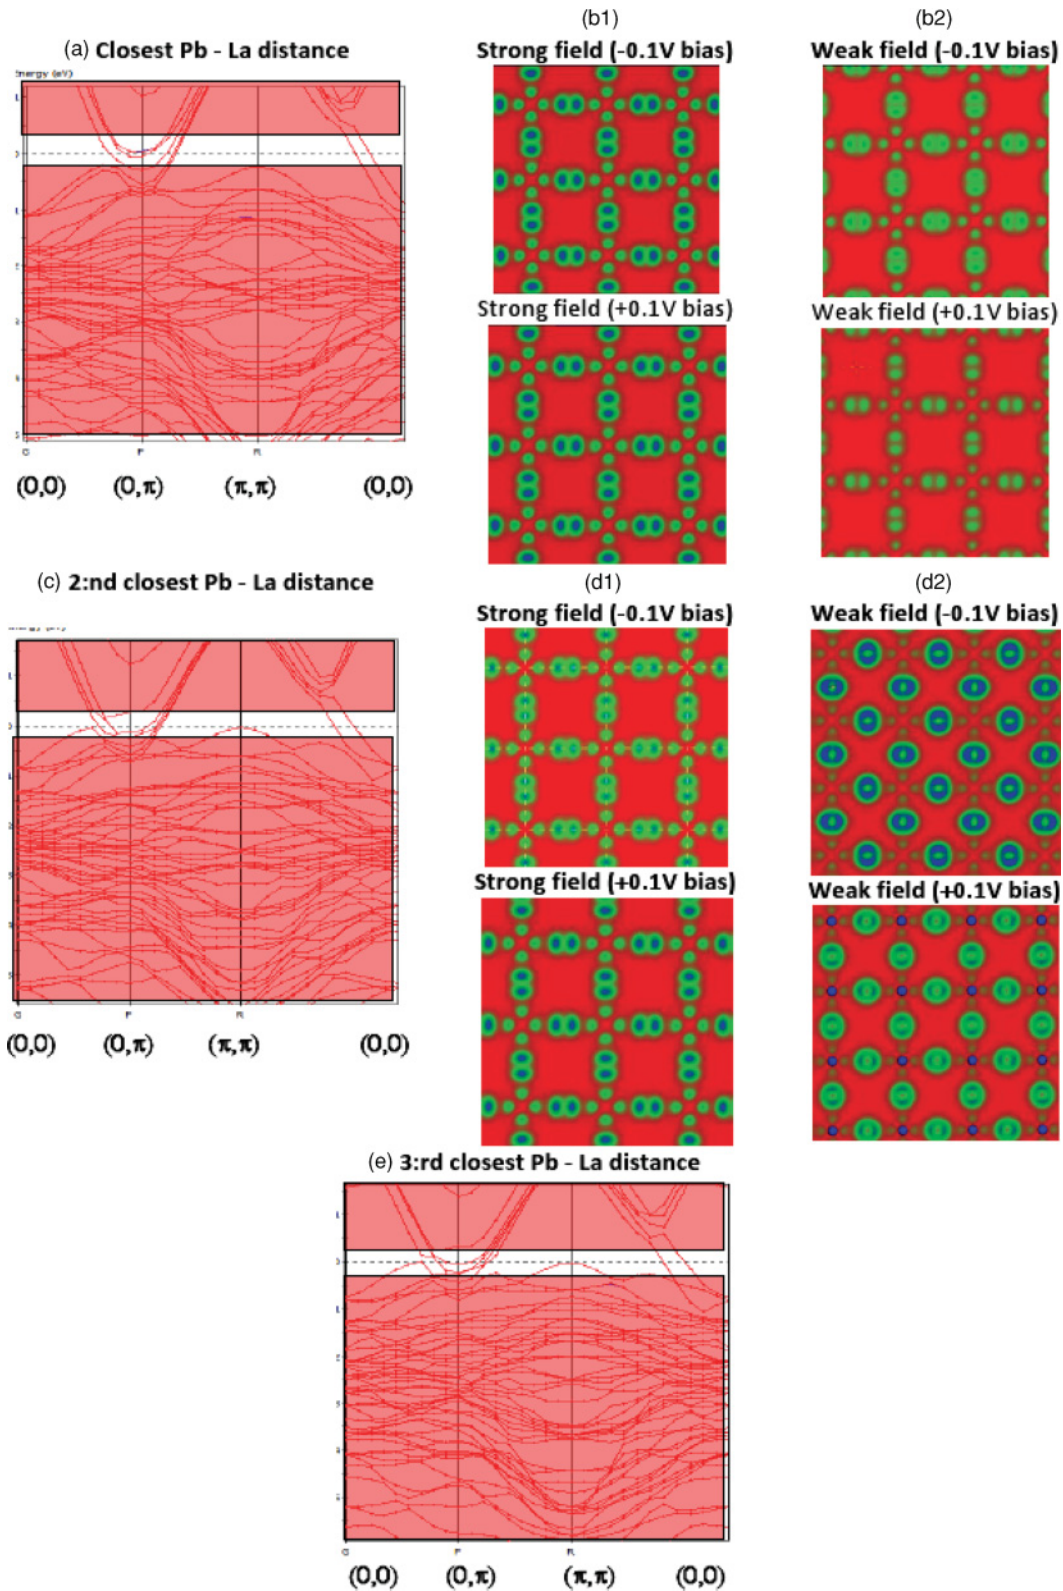 (a) Closest Pb - La distance
(b1)
Strong field (-0.1V bias)
(b2)
Weak field (-0.1V bias)
Strong field (+0.1V bias)
Weak field (+0.1V bias)
(0,0) (0,π) (π,π) (0,0)
(c) 2:nd closest Pb - La distance
(d1)
Strong field (-0.1V bias)
(d2)
Weak field (-0.1V bias)
Strong field (+0.1V bias)
Weak field (+0.1V bias)
(0,0) (0,π) (π,π) (0,0)
(e) 3:rd closest Pb - La distance
(0,0) (0,π) (π,π) (0,0)